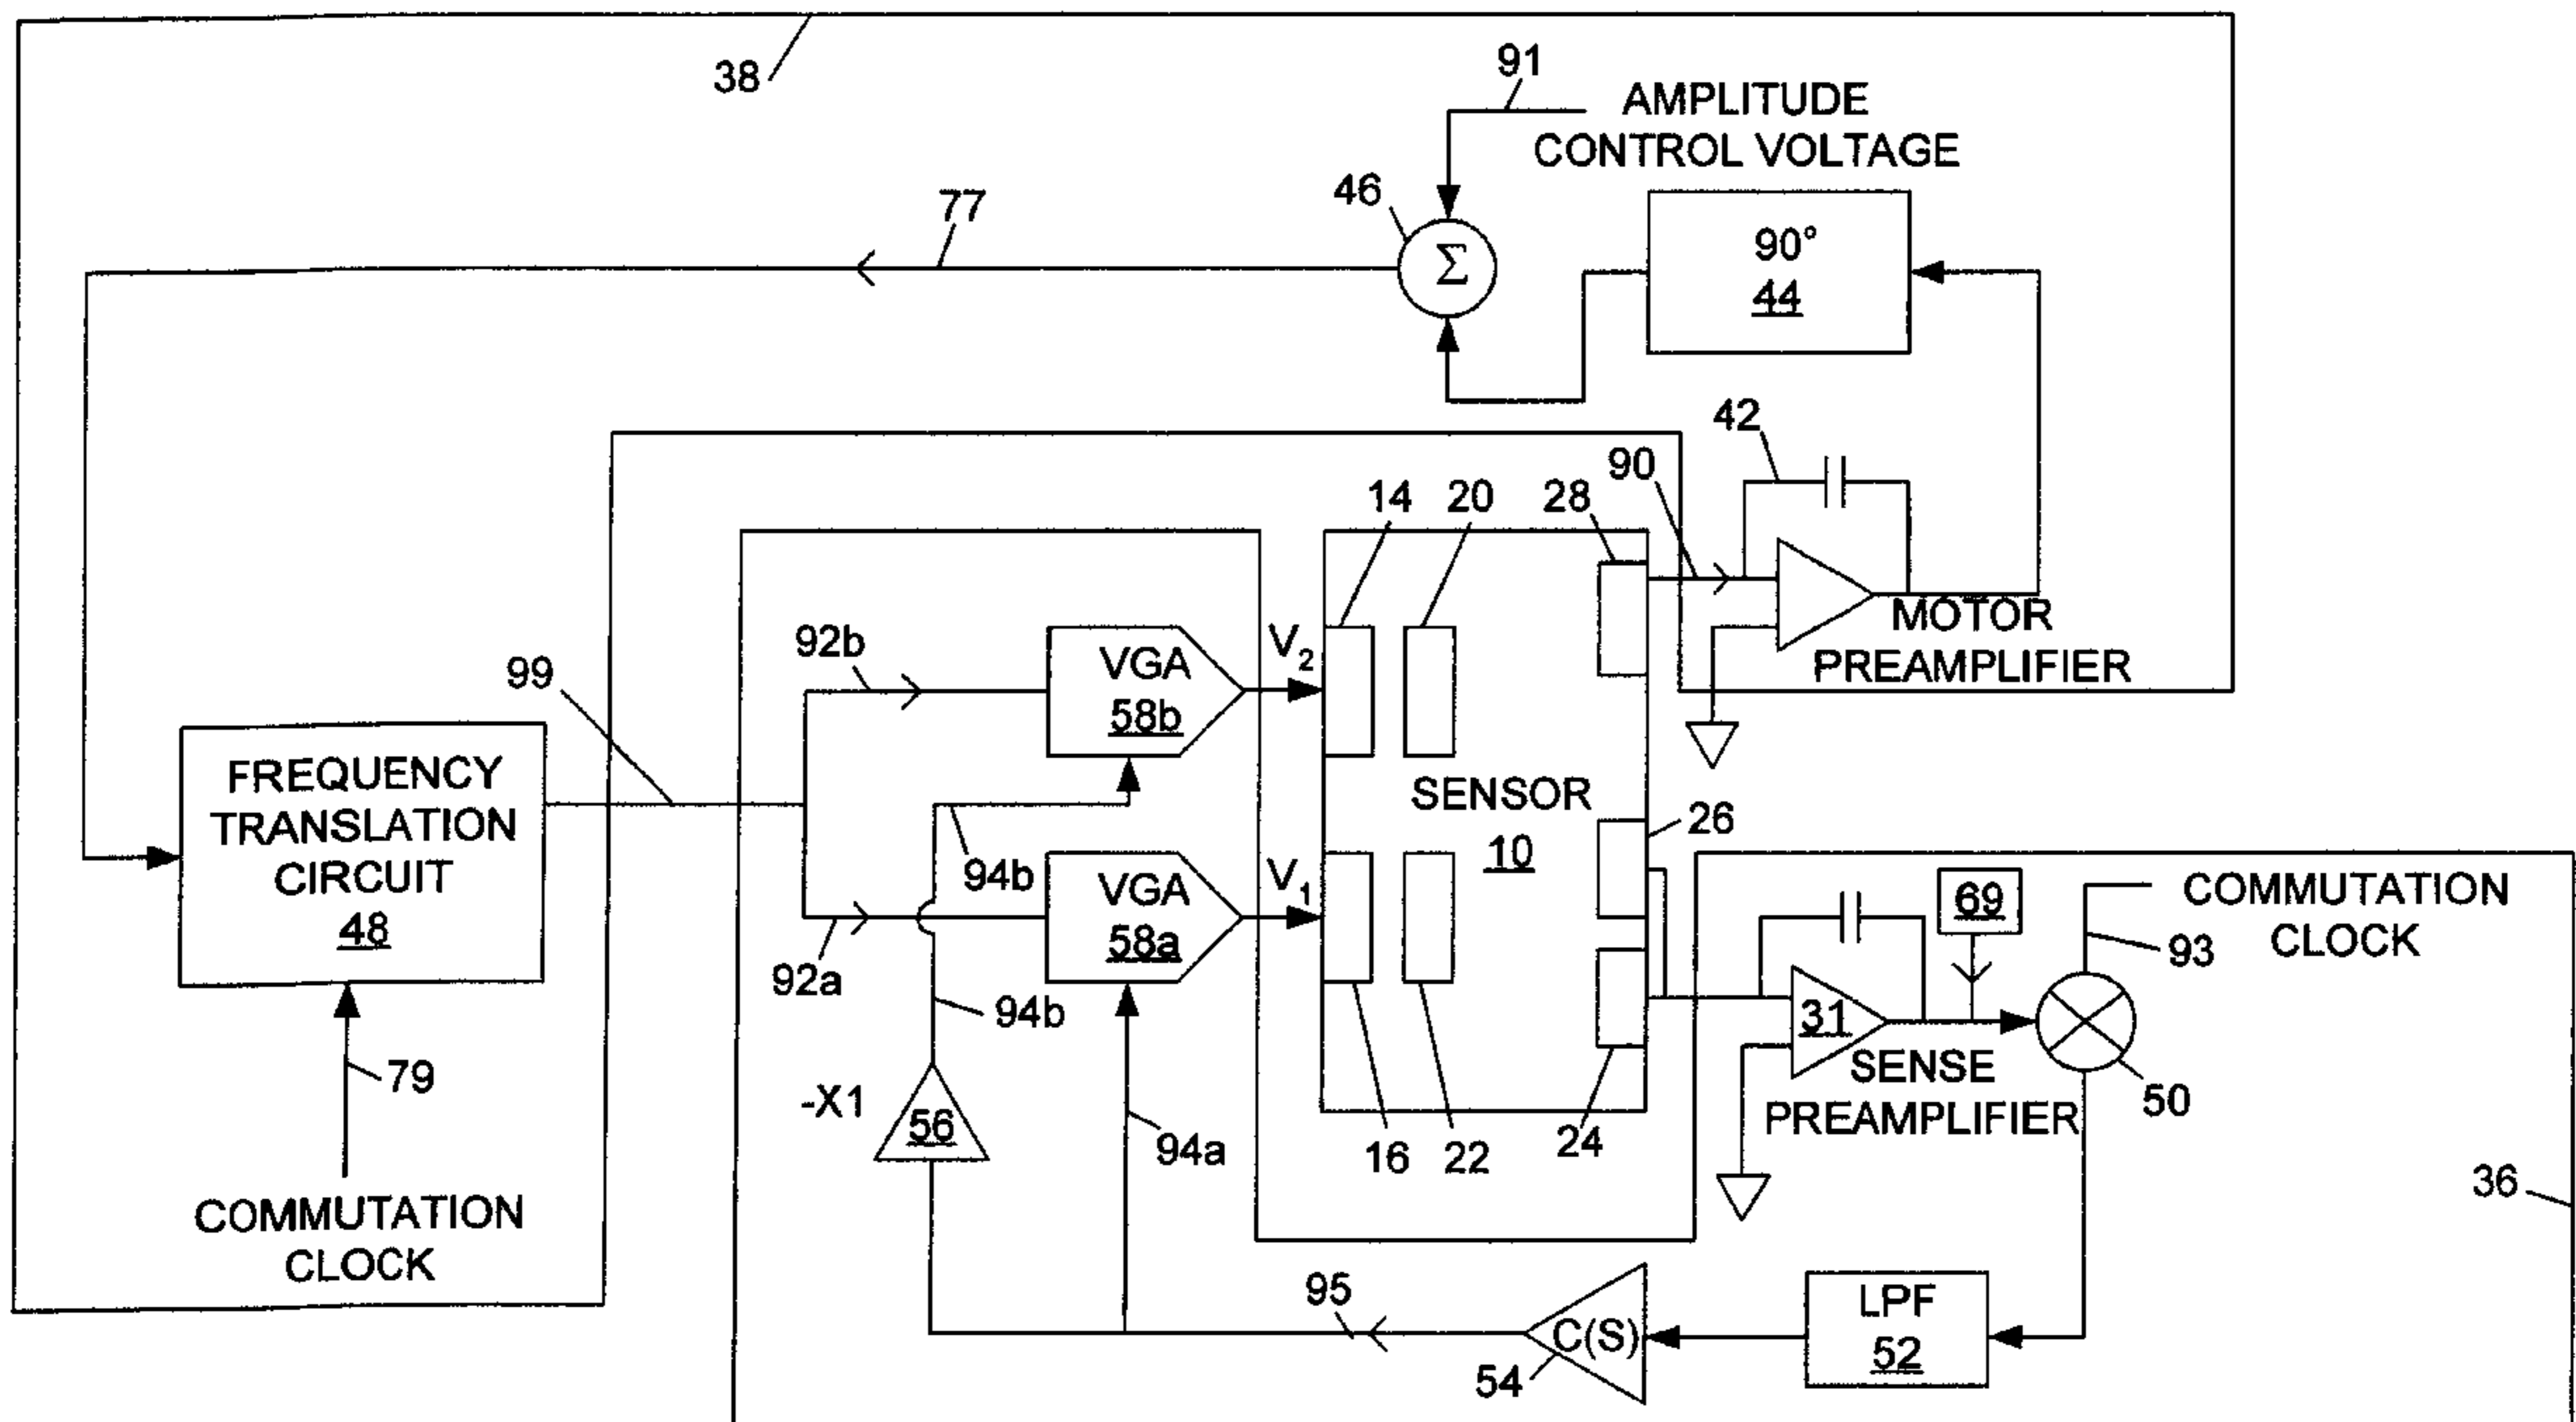 38
91
AMPLITUDE
CONTROL VOLTAGE
46
77
Σ
90°
44
42
90
14
20
28
MOTOR
PREAMPLIFIER
92b
VGA
58b
V2
99
FREQUENCY
TRANSLATION
CIRCUIT
48
SENSOR
10
26
94b
VGA
58a
V1
92a
94b
69
COMMUTATION
CLOCK
93
31
SENSE
PREAMPLIFIER
50
79
-X1
56
94a
16
22
24
36
COMMUTATION
CLOCK
95
C(S)
54
LPF
52